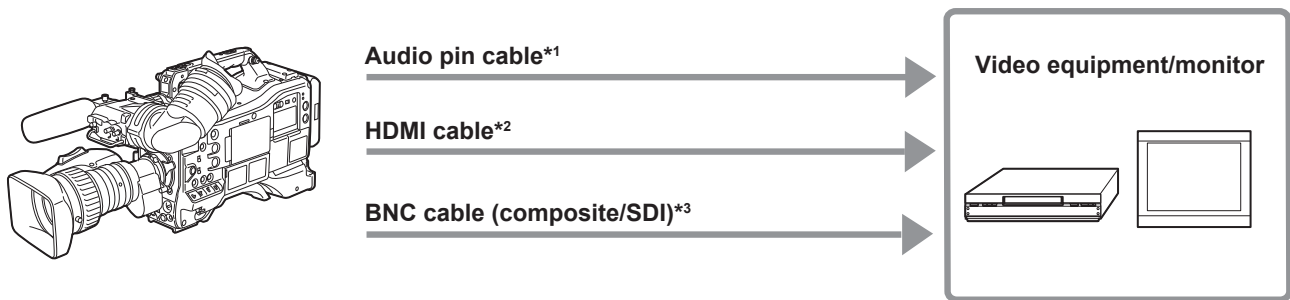 Audio pin cable*1
Video equipment/monitor
HDMI cable*2
BNC cable (composite/SDI)*3